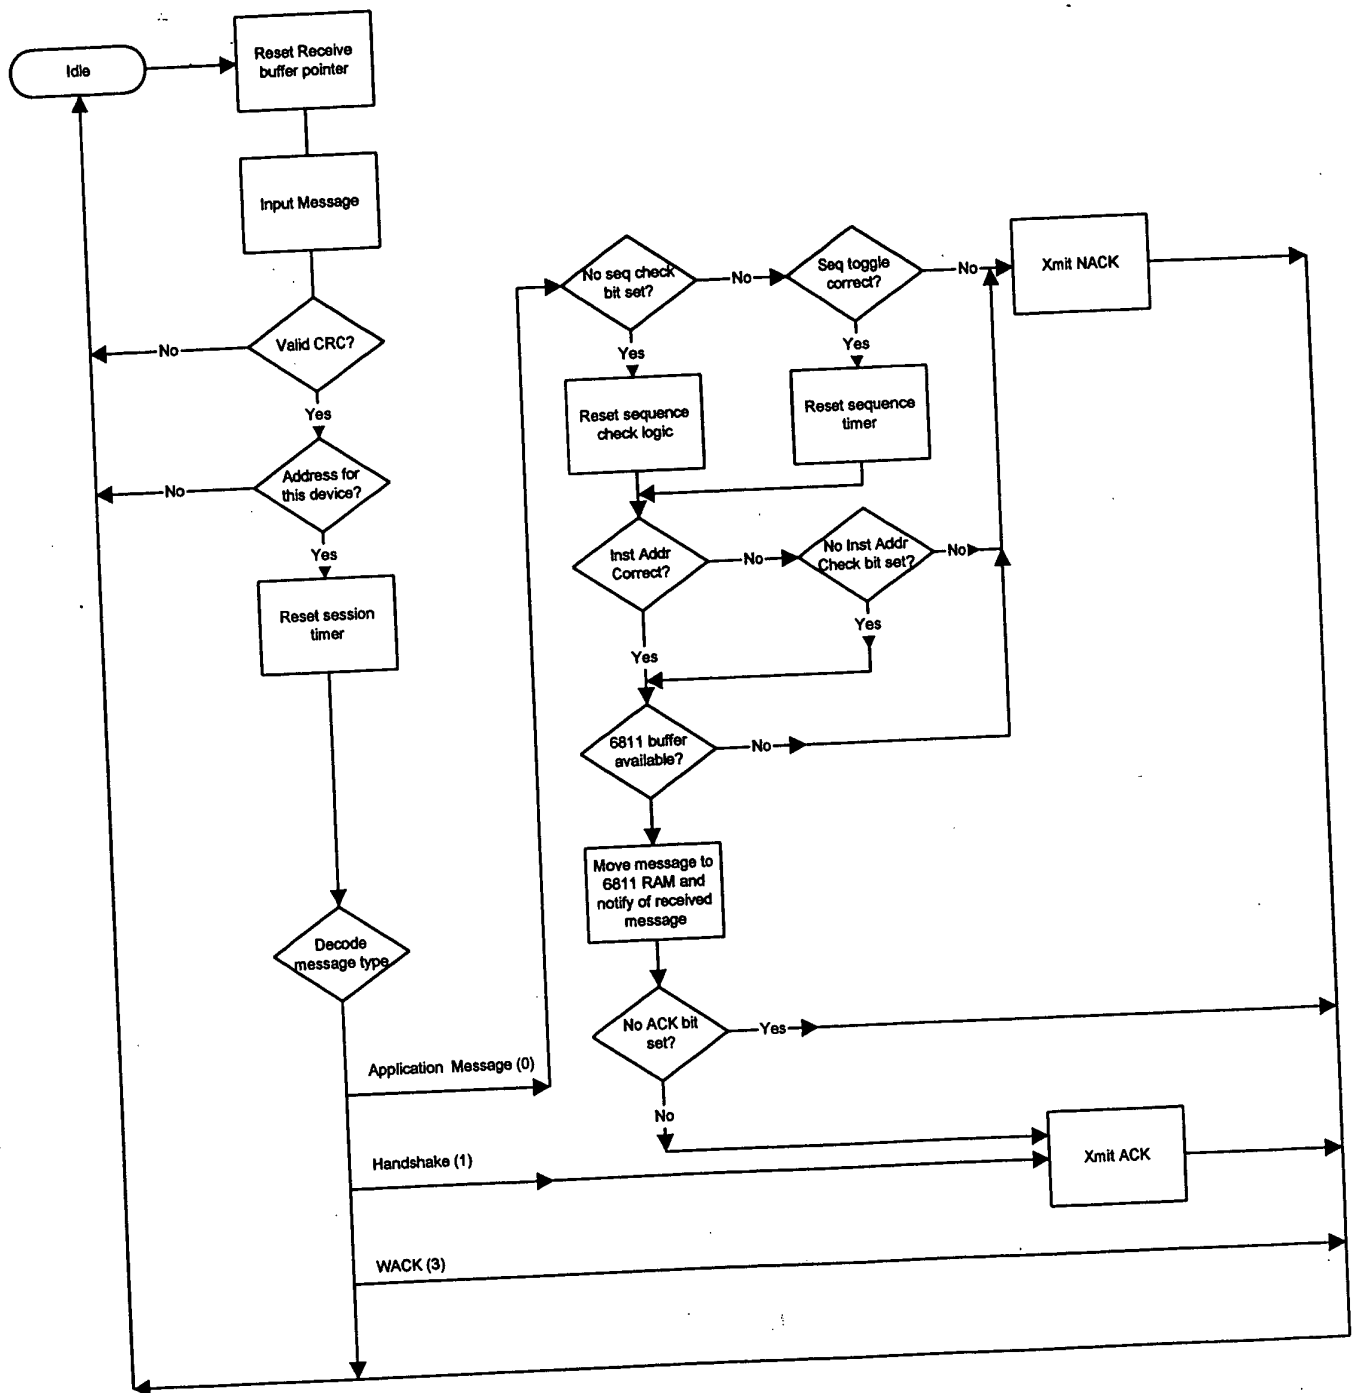 Idle
Reset Receive
buffer pointer
Input Message
Valid CRC?
No
Yes
Address for
this device?
No
Yes
Reset session
timer
Decode
message type
Application Message (0)
Handshake (1)
WACK (3)
No seq check
bit set?
No
Seq toggle
correct?
No
Xmit NACK
Yes
Yes
Reset sequence
check logic
Reset sequence
timer
Inst Addr
Correct?
No
No Inst Addr
Check bit set?
No
Yes
Yes
6811 buffer
available?
No
Move message to
6811 RAM and
notify of received
message
No ACK bit
set?
Yes
No
Xmit ACK